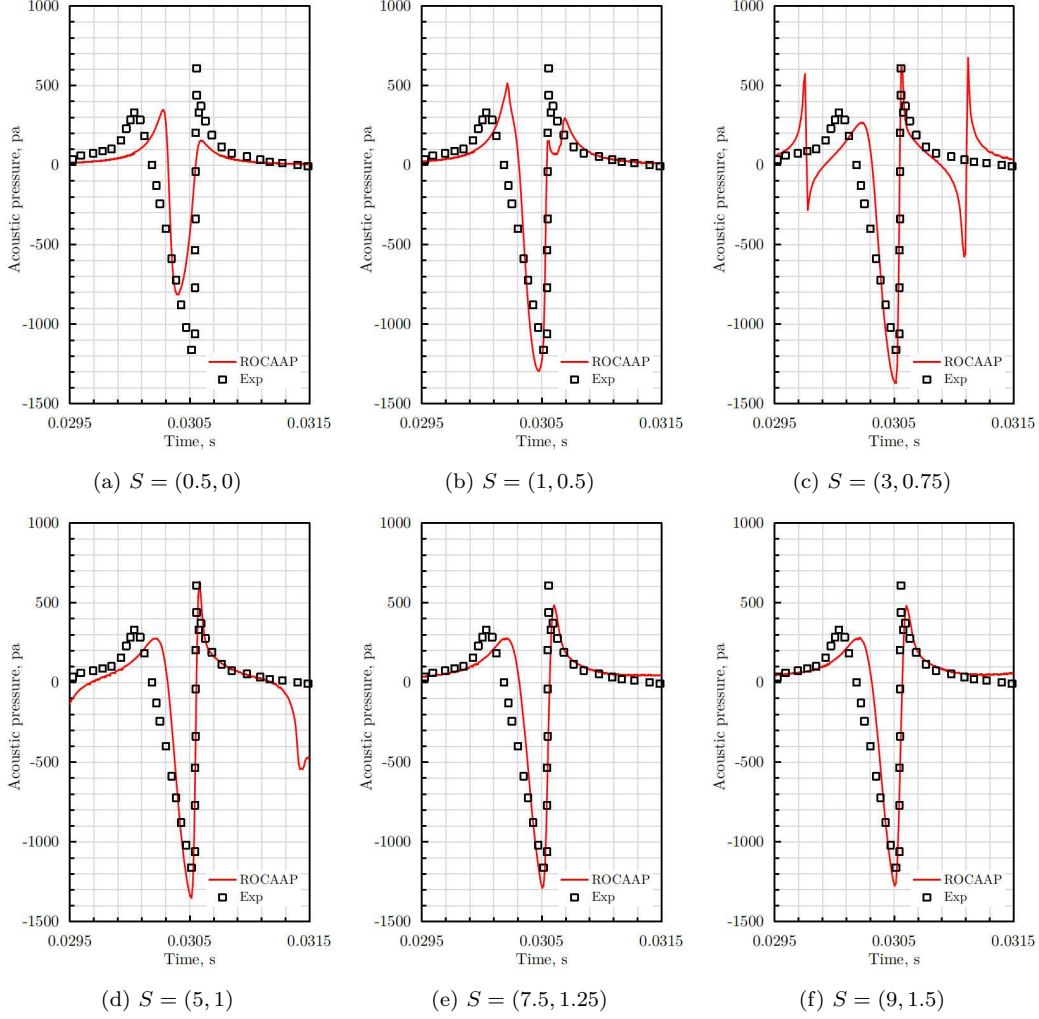 1000
500
0
-500
-1000
-1500
Acoustic pressure, pa
ROCAAP
Exp
0.0295
0.0305
0.0315
Time, s
(a) S = (0.5, 0)
1000
500
0
-500
-1000
-1500
Acoustic pressure, pa
ROCAAP
Exp
0.0295
0.0305
0.0315
Time, s
(b) S = (1, 0.5)
1000
500
0
-500
-1000
-1500
Acoustic pressure, pa
ROCAAP
Exp
0.0295
0.0305
0.0315
Time, s
(c) S = (3, 0.75)
1000
500
0
-500
-1000
-1500
Acoustic pressure, pa
ROCAAP
Exp
0.0295
0.0305
0.0315
Time, s
(d) S = (5, 1)
1000
500
0
-500
-1000
-1500
Acoustic pressure, pa
ROCAAP
Exp
0.0295
0.0305
0.0315
Time, s
(e) S = (7.5, 1.25)
1000
500
0
-500
-1000
-1500
Acoustic pressure, pa
ROCAAP
Exp
0.0295
0.0305
0.0315
Time, s
(f) S = (9, 1.5)